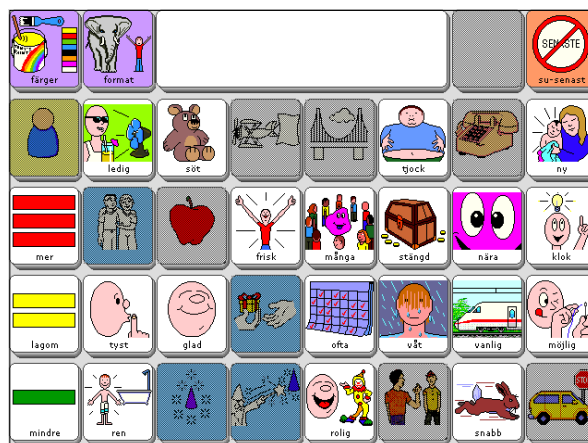 färger
format
SENASTE
su-senast
ledig
söt
tjock
ny
mer
frisk
många
stängd
nära
klok
lagom
tyst
glad
ofta
våt
vanlig
möjlig
mindre
ren
rolig
snabb
STOP